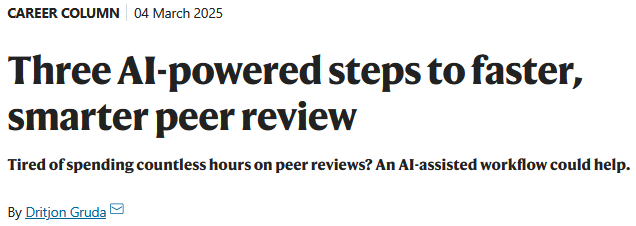 CAREER COLUMN 04 March 2025
Three AI-powered steps to faster,
smarter peer review
Tired of spending countless hours on peer reviews? An AI-assisted workflow could help.
By Dritjon Gruda